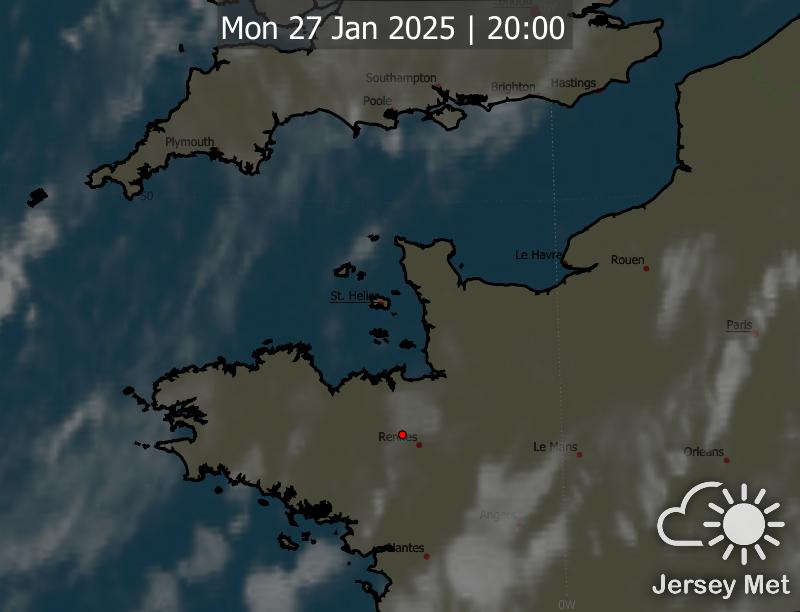 London
Mon 27 Jan 2025 | 20:00
Southampton
Brighton
Hastings
Poole
Plymouth
50
Le Havre
Rouen
St. Helier
Paris
Rennes
Le Mans
Orleans
Angers
Nantes
Jersey Met
0W